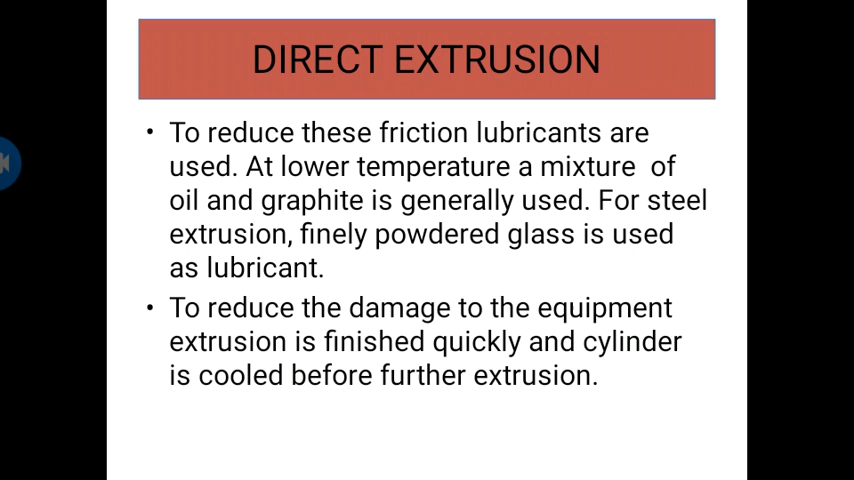 DIRECT EXTRUSION
• To reduce these friction lubricants are
used. At lower temperature a mixture  of
oil and graphite is generally used. For steel
extrusion, finely powdered glass is used
as lubricant.
• To reduce the damage to the equipment
extrusion is finished quickly and cylinder
is cooled before further extrusion.